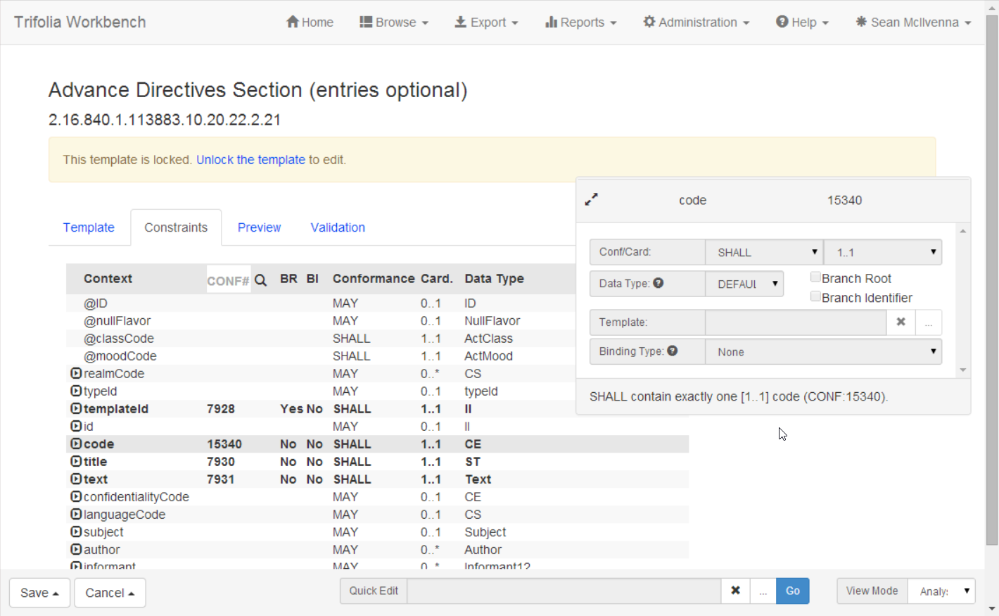 Trifolia Workbench Home Browse Export Reports Administration Help Sean McIlvenna
Advance Directives Section (entries optional)
2.16.840.1.113883.10.20.22.2.21
This template is locked. Unlock the template to edit.
Template Constraints Preview Validation
Context CONF# BR BI Conformance Card. Data Type
@ID MAY 0..1 ID
@nullFlavor MAY 0..1 NullFlavor
@classCode SHALL 1..1 ActClass
@moodCode SHALL 1..1 ActMood
realmCode MAY 0..* CS
typeId MAY 0..1 typeId
templateId 7928 Yes No SHALL 1..1 II
id MAY 0..1 II
code 15340 No No SHALL 1..1 CE
title 7930 No No SHALL 1..1 ST
text 7931 No No SHALL 1..1 Text
confidentialityCode MAY 0..1 CE
languageCode MAY 0..1 CS
subject MAY 0..1 Subject
author MAY 0..* Author
informant MAY 0..* Informant12
code 15340
Conf/Card: SHALL 1..1
Data Type: DEFAUL
Branch Root
Branch Identifier
Template: ...
Binding Type: None
SHALL contain exactly one [1..1] code (CONF:15340).
Save Cancel Quick Edit ... Go View Mode Analy